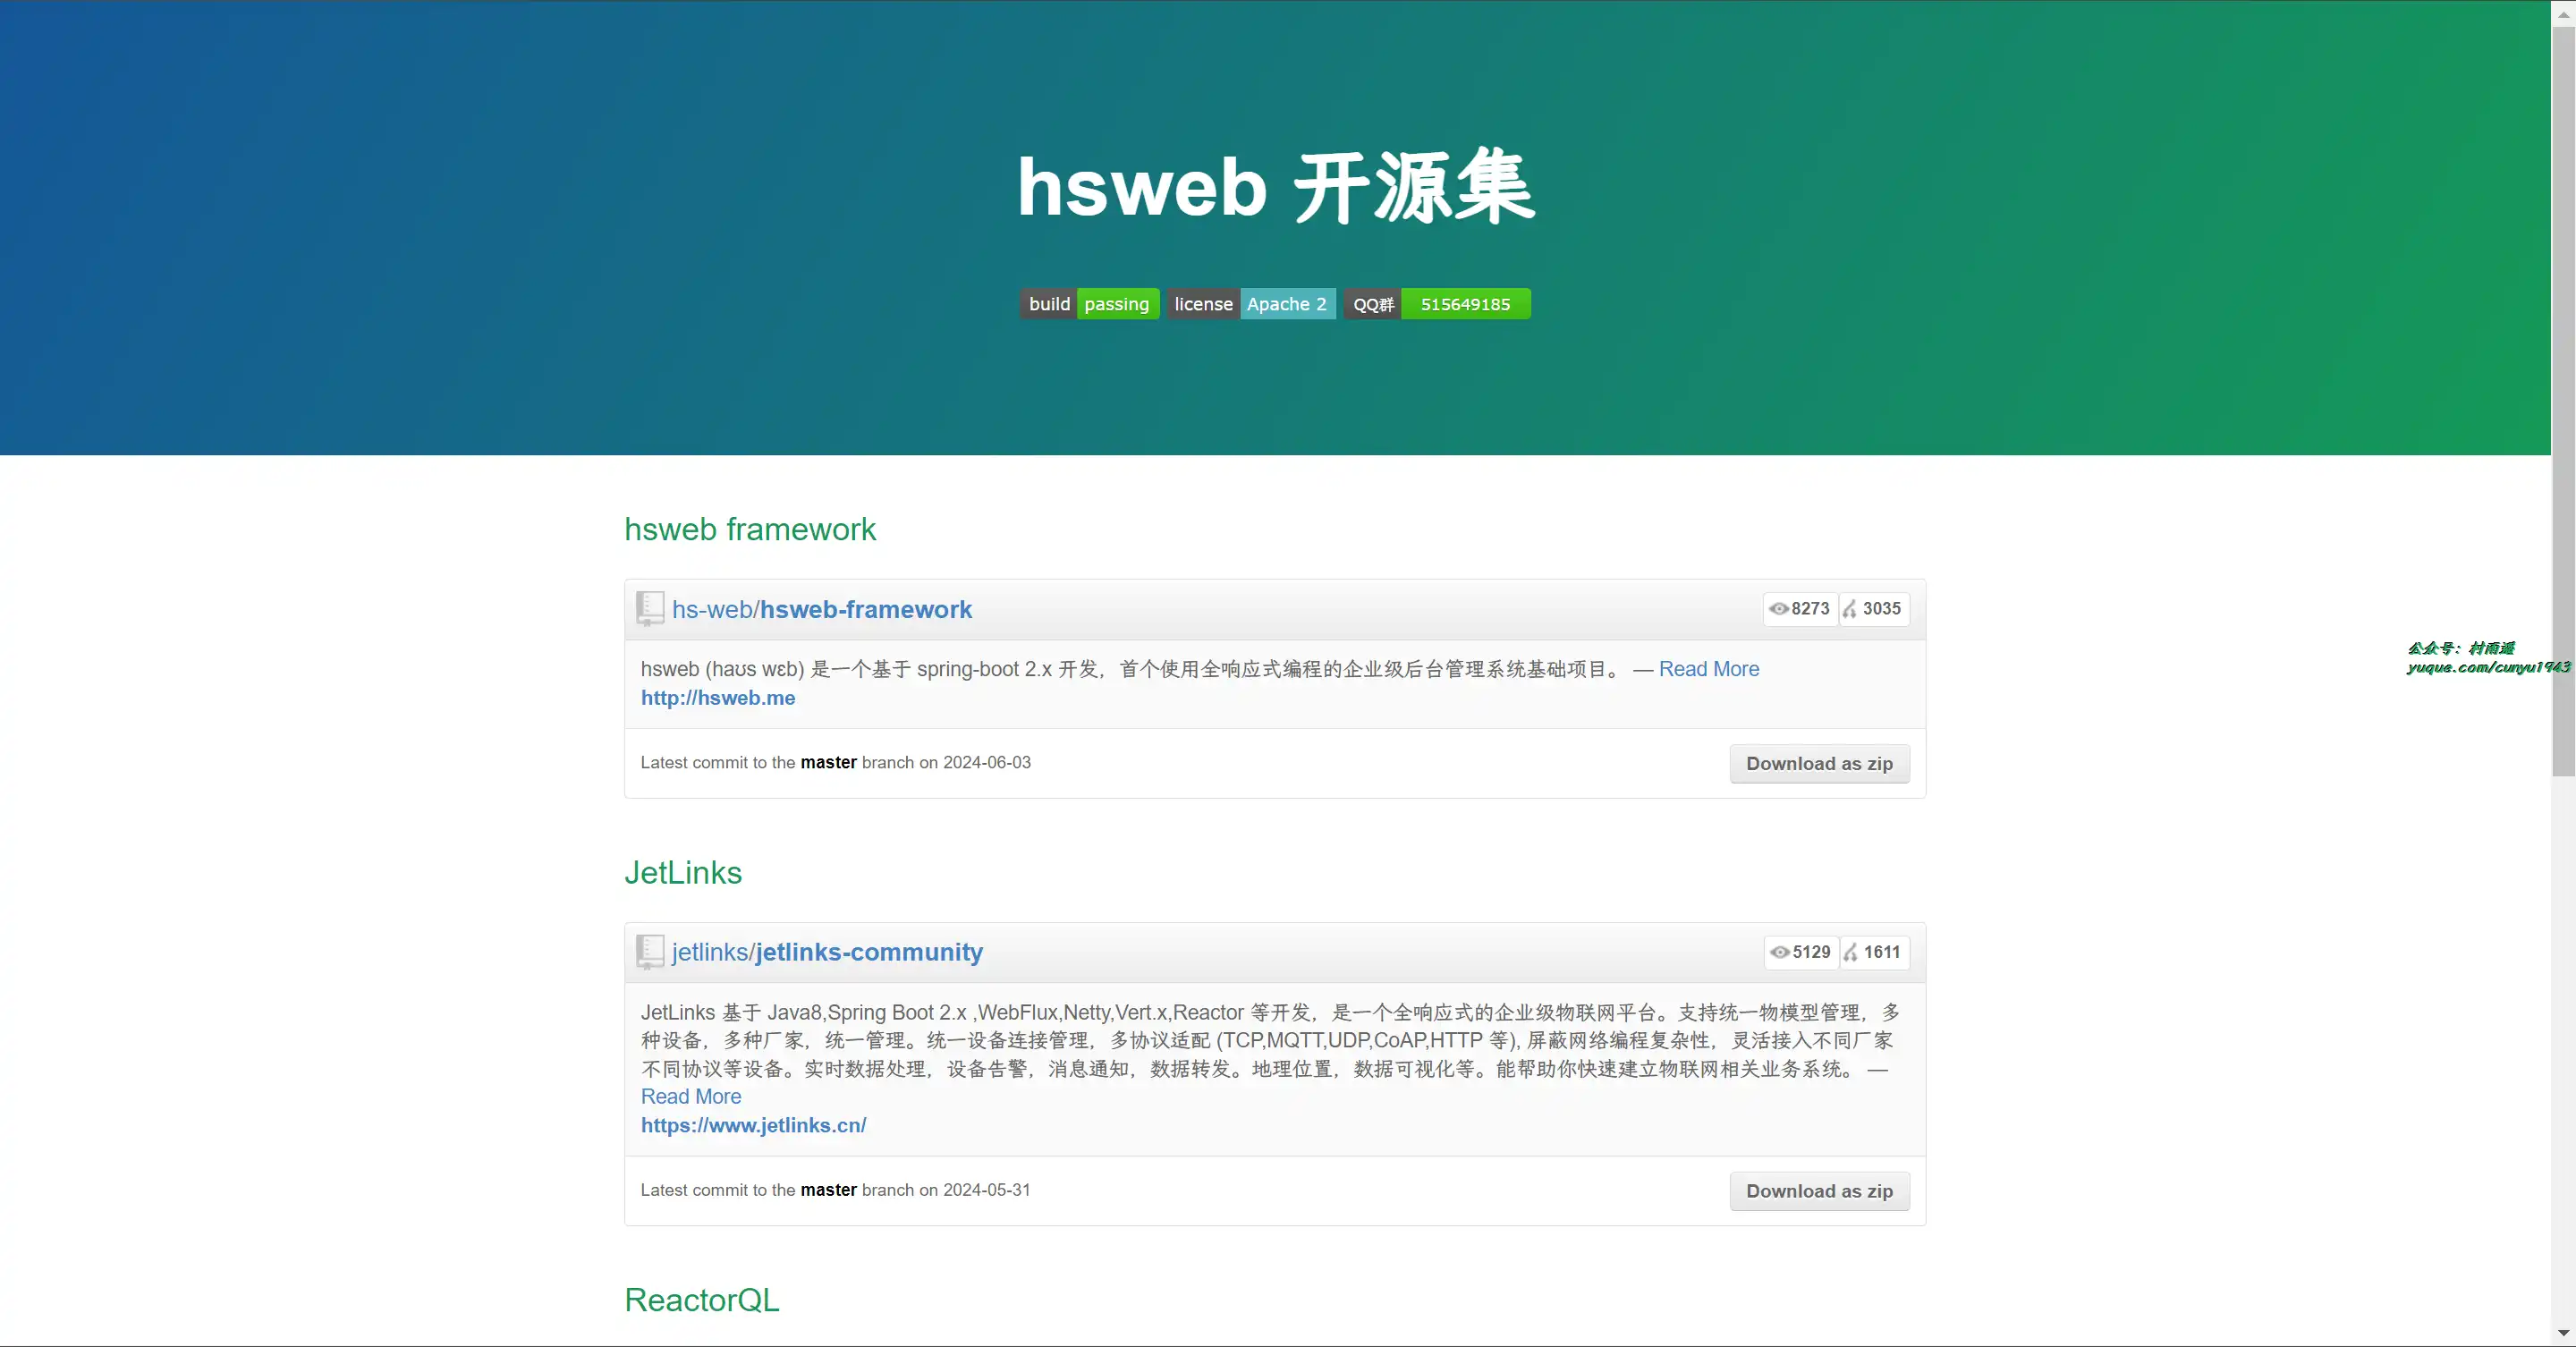 hsweb 开源集
build passing license Apache 2 QQ群 515649185
hsweb framework
hs-web/hsweb-framework 8273 3035
hsweb (haʊs wɛb) 是一个基于 spring-boot 2.x 开发，首个使用全响应式编程的企业级后台管理系统基础项目。 — Read More
http://hsweb.me
公众号：村雨遥
yuque.com/cunyu1943
Latest commit to the master branch on 2024-06-03 Download as zip
JetLinks
jetlinks/jetlinks-community 5129 1611
JetLinks 基于 Java8,Spring Boot 2.x ,WebFlux,Netty,Vert.x,Reactor 等开发，是一个全响应式的企业级物联网平台。支持统一物模型管理，多
种设备，多种厂家，统一管理。统一设备连接管理，多协议适配 (TCP,MQTT,UDP,CoAP,HTTP 等), 屏蔽网络编程复杂性，灵活接入不同厂家
不同协议等设备。实时数据处理，设备告警，消息通知，数据转发。地理位置，数据可视化等。能帮助你快速建立物联网相关业务系统。 —
Read More
https://www.jetlinks.cn/
Latest commit to the master branch on 2024-05-31 Download as zip
ReactorQL